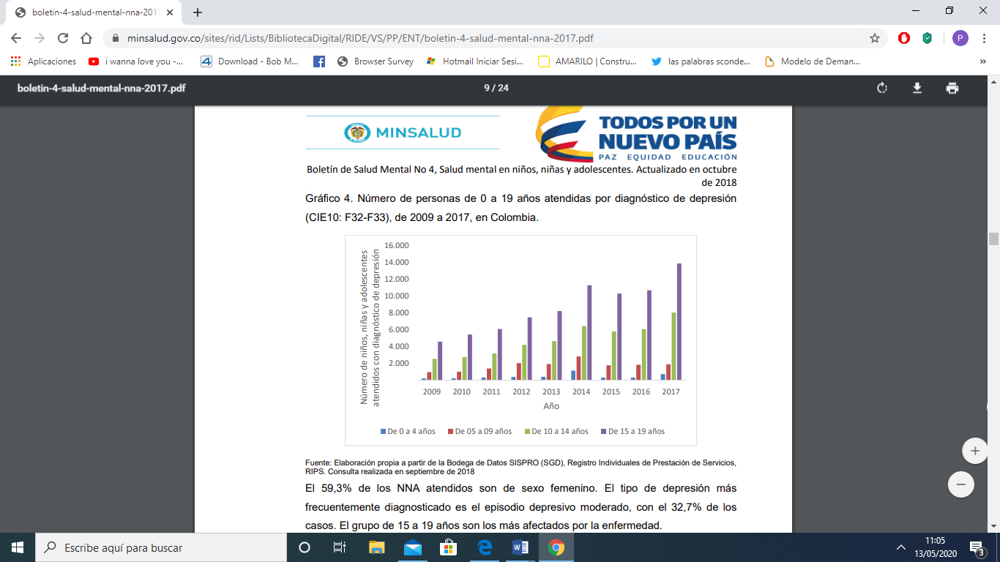 boletin-4-salud-mental-nna-2017
minsalud.gov.co/sites/rid/Lists/BibliotecaDigital/RIDE/VS/PP/ENT/boletin-4-salud-mental-nna-2017.pdf
P
Aplicaciones
i wanna love you -...
Download - Bob M...
Browser Survey
Hotmail Iniciar Sesi...
AMARILO | Constru...
las palabras sconde...
Modelo de Deman...
»
boletin-4-salud-mental-nna-2017.pdf
9 / 24
MINSALUD
TODOS POR UN
NUEVO PAÍS
PAZ EQUIDAD EDUCACIÓN
Boletín de Salud Mental No 4, Salud mental en niños, niñas y adolescentes. Actualizado en octubre
de 2018
Gráfico 4. Número de personas de 0 a 19 años atendidas por diagnóstico de depresión
(CIE10: F32-F33), de 2009 a 2017, en Colombia.
Número de niños, niñas y adolescentes
atendidos con diagnóstico de depresión
16.000
14.000
12.000
10.000
8.000
6.000
4.000
2.000
2009 2010 2011 2012 2013 2014 2015 2016 2017
Año
De 0 a 4 años De 05 a 09 años De 10 a 14 años De 15 a 19 años
Fuente: Elaboración propia a partir de la Bodega de Datos SISPRO (SGD), Registro Individuales de Prestación de Servicios,
RIPS. Consulta realizada en septiembre de 2018
El 59,3% de los NNA atendidos son de sexo femenino. El tipo de depresión más
frecuentemente diagnosticado es el episodio depresivo moderado, con el 32,7% de los
casos. El grupo de 15 a 19 años son los más afectados por la enfermedad.
Escribe aquí para buscar
11:05
13/05/2020
3